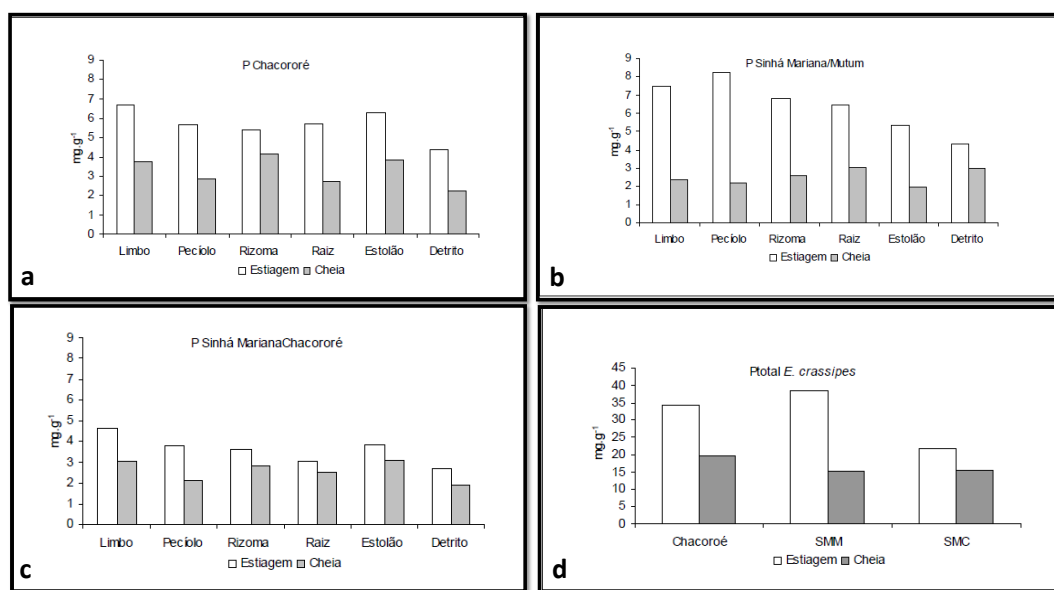 P Chacororé
9
8
7
6
5
4
3
2
1
0
mg.g-1
Limbo Pecíolo Rizoma Raiz Estolão Detrito
Estiagem Cheia
a
P Sinhá Mariana/Mutum
9
8
7
6
5
4
3
2
1
0
mg.g-1
Limbo Pecíolo Rizoma Raiz Estolão Detrito
Estiagem Cheia
b
P Sinhá MarianaChacororé
9
8
7
6
5
4
3
2
1
0
mg.g-1
Limbo Pecíolo Rizoma Raiz Estolão Detrito
Estiagem Cheia
c
Ptotal E. crassipes
45
40
35
30
25
20
15
10
5
0
mg.g-1
Chacoroé SMM SMC
Estiagem Cheia
d